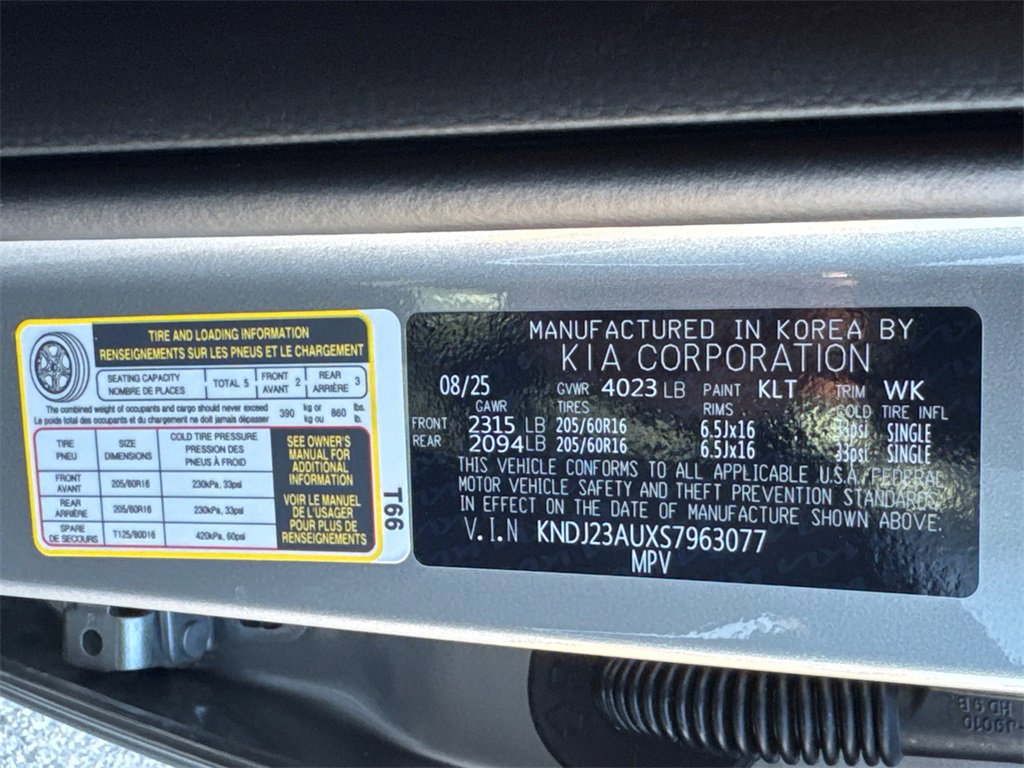 TIRE AND LOADING INFORMATION
RENSEIGNEMENTS SUR LES PNEUS ET LE CHARGEMENT
SEATING CAPACITY
NOMBRE DE PLACES
TOTAL 5
FRONT
AVANT 2
REAR
ARRIÈRE 3
The combined weight of occupants and cargo should never exceed
Le poids total des occupants et du chargement ne doit jamais dépasser
390 kg or
kg ou
860 lbs.
lb.
TIRE
PNEU
SIZE
DIMENSIONS
COLD TIRE PRESSURE
PRESSION DES
PNEUS À FROID
FRONT
AVANT
205/60R16
230kPa, 33psi
REAR
ARRIÈRE
205/60R16
230kPa, 33psi
SPARE
DE SECOURS
T125/80D16
420kPa, 60psi
SEE OWNER'S
MANUAL FOR
ADDITIONAL
INFORMATION
VOIR LE MANUEL
DE L'USAGER
POUR PLUS DE
RENSEIGNEMENTS
T66
MANUFACTURED IN KOREA BY
KIA CORPORATION
08/25 GVWR 4023 LB PAINT KLT TRIM WK
GAWR TIRES RIMS COLD TIRE INFL
FRONT 2315 LB 205/60R16 6.5Jx16 33psi SINGLE
REAR 2094 LB 205/60R16 6.5Jx16 33psi SINGLE
THIS VEHICLE CONFORMS TO ALL APPLICABLE U.S.A. FEDERAL
MOTOR VEHICLE SAFETY AND THEFT PREVENTION STANDARDS
IN EFFECT ON THE DATE OF MANUFACTURE SHOWN ABOVE.
V.I.N KNDJ23AUXS7963077
MPV